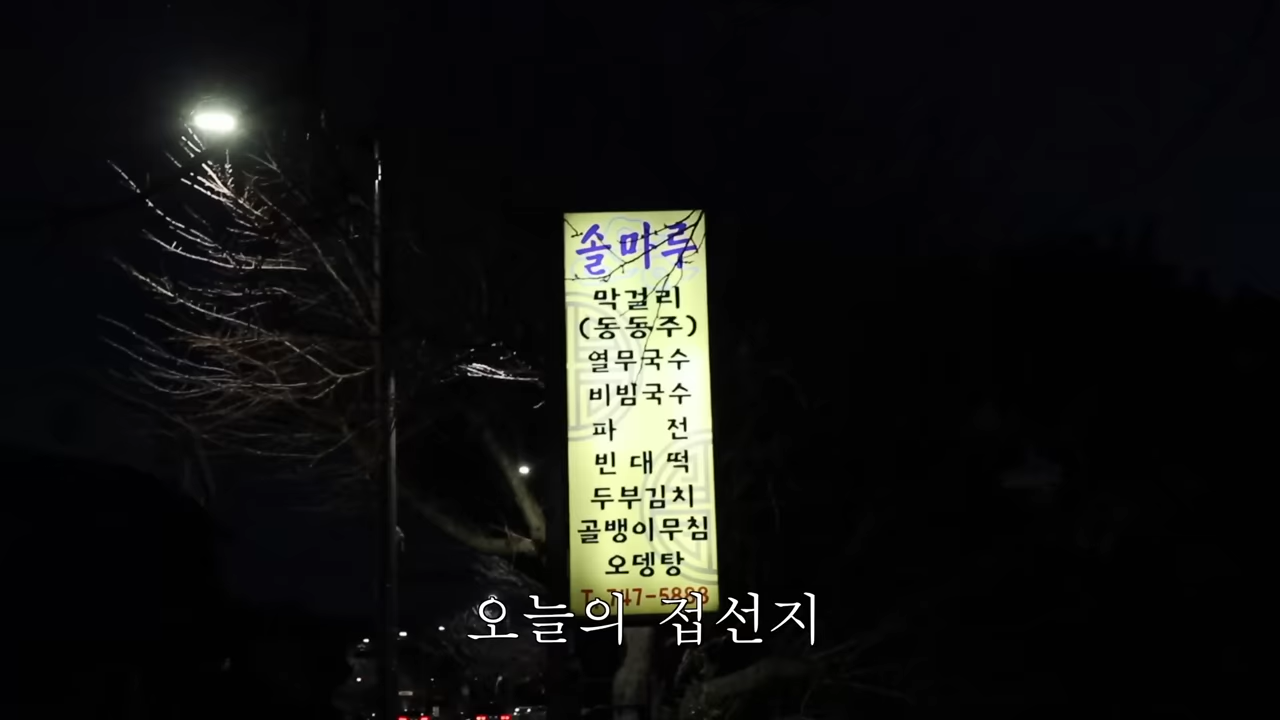 솔마루
막걸리
(동동주)
열무국수
비빔국수
파 전
빈대떡
두부김치
골뱅이무침
오뎅탕
오늘의 접선지